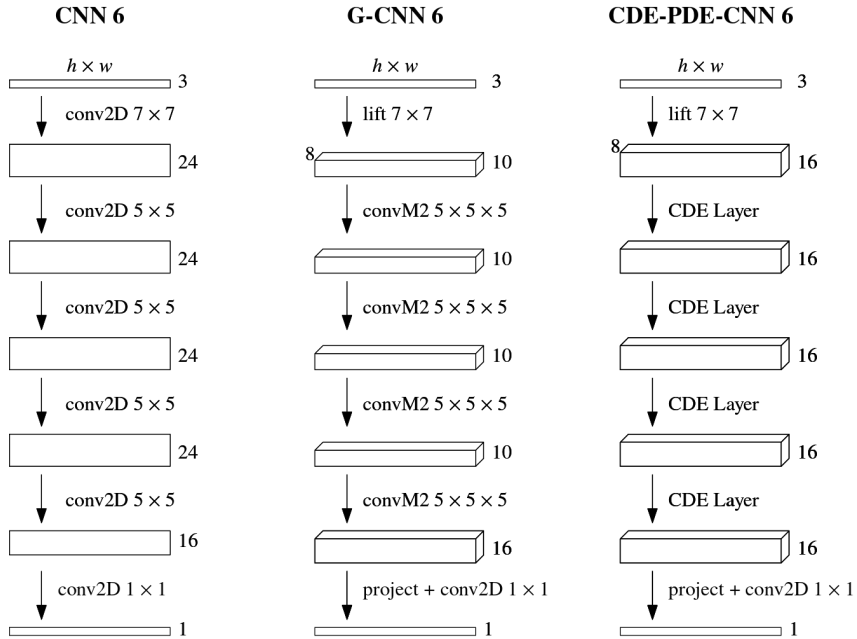 CNN 6 G-CNN 6 CDE-PDE-CNN 6
h × w 3 h × w 3 h × w 3
conv2D 7 × 7 lift 7 × 7 lift 7 × 7
24 8 10 8 16
conv2D 5 × 5 convM2 5 × 5 × 5 CDE Layer
24 10 16
conv2D 5 × 5 convM2 5 × 5 × 5 CDE Layer
24 10 16
conv2D 5 × 5 convM2 5 × 5 × 5 CDE Layer
24 10 16
conv2D 5 × 5 convM2 5 × 5 × 5 CDE Layer
16 16 16
conv2D 1 × 1 project + conv2D 1 × 1 project + conv2D 1 × 1
1 1 1